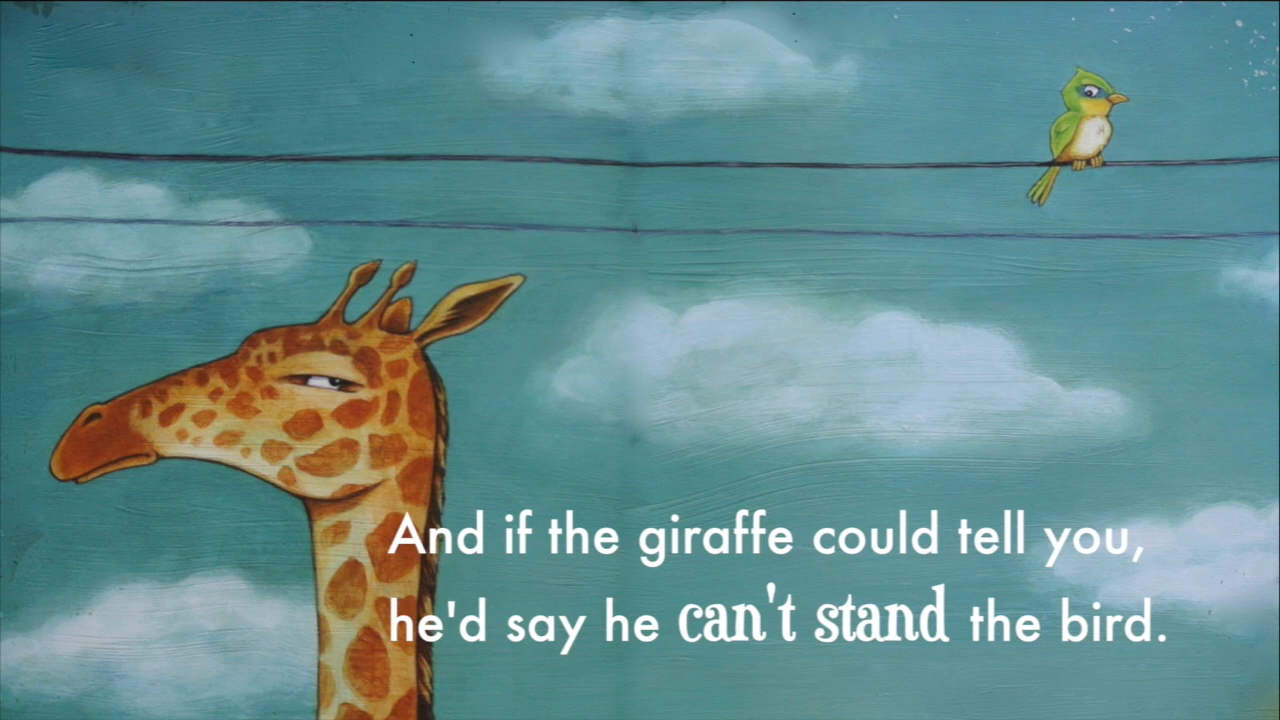 And if the giraffe could tell you,
he'd say he can't stand the bird.